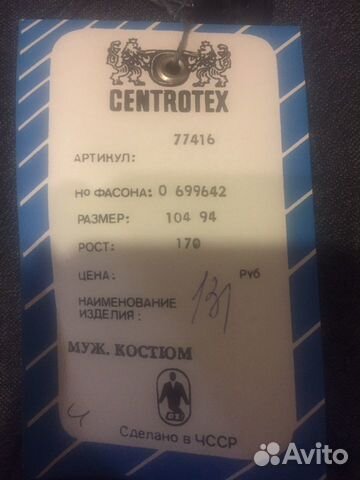 CENTROTEX
77416
АРТИКУЛ:
НО ФАСОНА: 0 699642
РАЗМЕР: 104 94
РОСТ: 170
ЦЕНА: 131 РУБ
НАИМЕНОВАНИЕ
ИЗДЕЛИЯ:
МУЖ. КОСТЮМ
Ч
Сделано в ЧССР
Avito